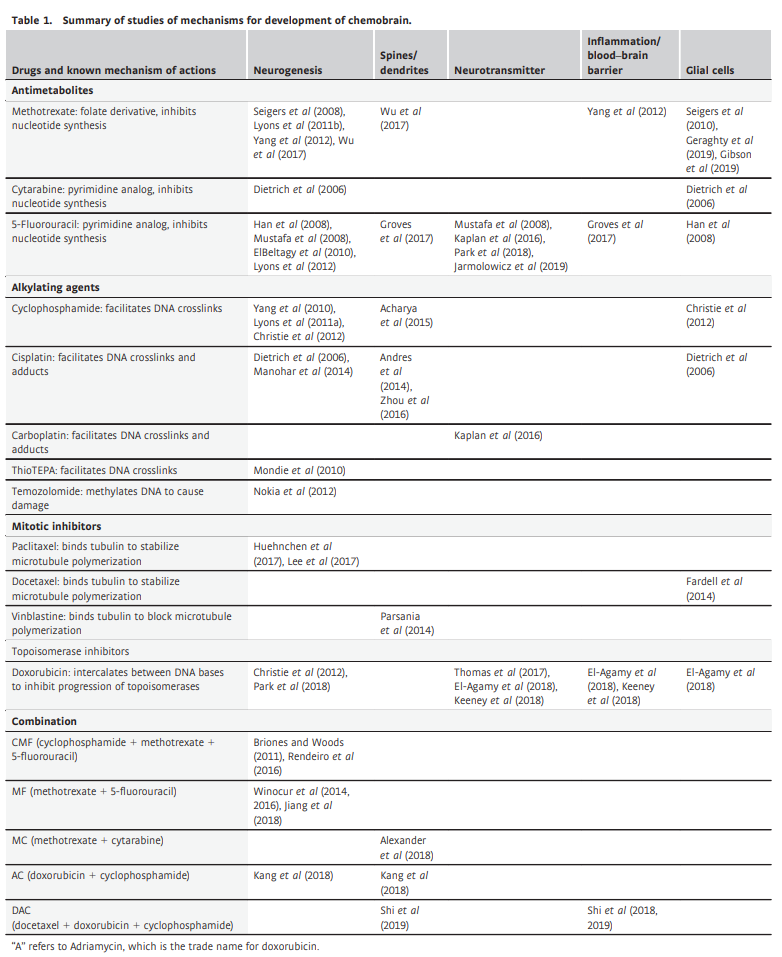 Table 1. Summary of studies of mechanisms for development of chemobrain.
Drugs and known mechanism of actions
Neurogenesis
Spines/
dendrites
Neurotransmitter
Inflammation/
blood–brain
barrier
Glial cells
Antimetabolites
Methotrexate: folate derivative, inhibits
nucleotide synthesis
Seigers et al (2008),
Lyons et al (2011b),
Yang et al (2012), Wu
et al (2017)
Wu et al
(2017)
Yang et al (2012)
Seigers et al
(2010),
Geraghty et al
(2019), Gibson
et al (2019)
Cytarabine: pyrimidine analog, inhibits
nucleotide synthesis
Dietrich et al (2006)
Dietrich et al
(2006)
5-Fluorouracil: pyrimidine analog, inhibits
nucleotide synthesis
Han et al (2008),
Mustafa et al (2008),
ElBeltagy et al (2010),
Lyons et al (2012)
Groves
et al (2017)
Mustafa et al (2008),
Kaplan et al (2016),
Park et al (2018),
Jarmolowicz et al (2019)
Groves et al
(2017)
Han et al
(2008)
Alkylating agents
Cyclophosphamide: facilitates DNA crosslinks
Yang et al (2010),
Lyons et al (2011a),
Christie et al (2012)
Acharya
et al (2015)
Christie et al
(2012)
Cisplatin: facilitates DNA crosslinks and
adducts
Dietrich et al (2006),
Manohar et al (2014)
Andres
et al
(2014),
Zhou et al
(2016)
Dietrich et al
(2006)
Carboplatin: facilitates DNA crosslinks and
adducts
Kaplan et al (2016)
ThioTEPA: facilitates DNA crosslinks
Mondie et al (2010)
Temozolomide: methylates DNA to cause
damage
Nokia et al (2012)
Mitotic inhibitors
Paclitaxel: binds tubulin to stabilize
microtubule polymerization
Huehnchen et al
(2017), Lee et al (2017)
Docetaxel: binds tubulin to stabilize
microtubule polymerization
Fardell et al
(2014)
Vinblastine: binds tubulin to block microtubule
polymerization
Parsania
et al (2014)
Topoisomerase inhibitors
Doxorubicin: intercalates between DNA bases
to inhibit progression of topoisomerases
Christie et al (2012),
Park et al (2018)
Thomas et al (2017),
El-Agamy et al (2018),
Keeney et al (2018)
El-Agamy et al
(2018), Keeney
et al (2018)
El-Agamy et al
(2018)
Combination
CMF (cyclophosphamide + methotrexate +
5-fluorouracil)
Briones and Woods
(2011), Rendeiro et al
(2016)
MF (methotrexate + 5-fluorouracil)
Winocur et al (2014,
2016), Jiang et al
(2018)
MC (methotrexate + cytarabine)
Alexander
et al (2018)
AC (doxorubicin + cyclophosphamide)
Kang et al (2018)
Kang et al
(2018)
DAC
(docetaxel + doxorubicin + cyclophosphamide)
Shi et al
(2019)
Shi et al (2018,
2019)
"A" refers to Adriamycin, which is the trade name for doxorubicin.